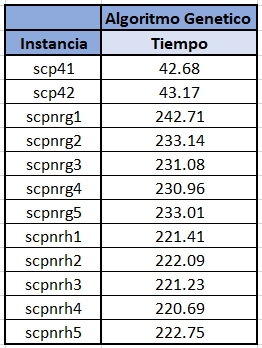 Algoritmo Genetico
Instancia Tiempo
scp41 42.68
scp42 43.17
scpnrg1 242.71
scpnrg2 233.14
scpnrg3 231.08
scpnrg4 230.96
scpnrg5 233.01
scpnrh1 221.41
scpnrh2 222.09
scpnrh3 221.23
scpnrh4 220.69
scpnrh5 222.75